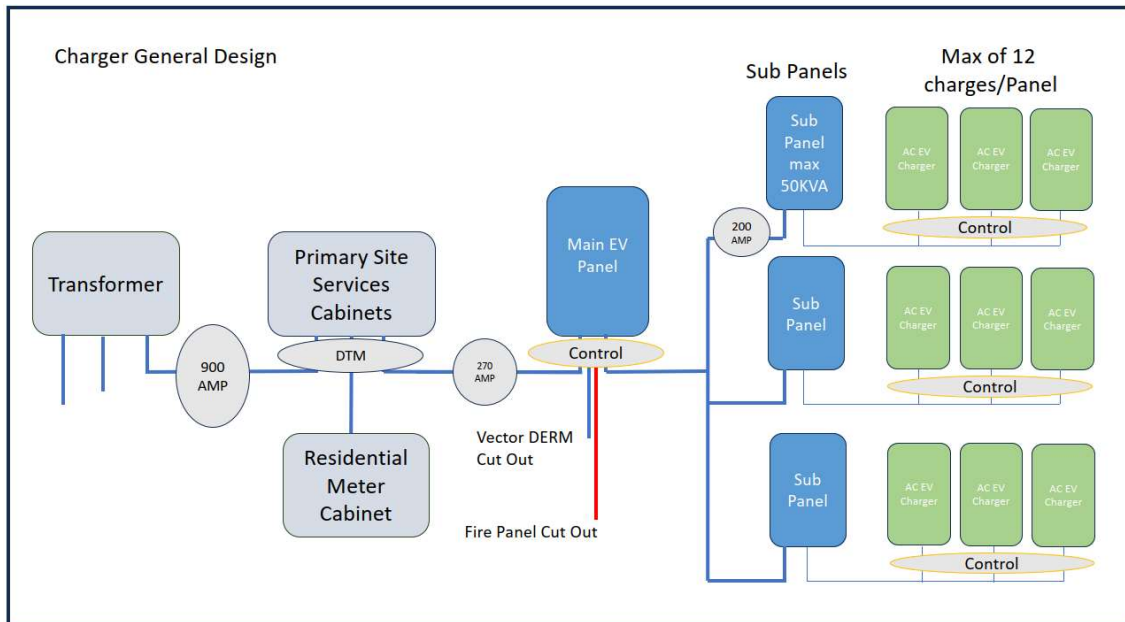 Charger General Design
Sub Panels
Max of 12
charges/Panel
Transformer
900
AMP
Primary Site
Services
Cabinets
DTM
Residential
Meter
Cabinet
270
AMP
Main EV
Panel
Control
Vector DERM
Cut Out
Fire Panel Cut Out
200
AMP
Sub
Panel
max
50KVA
AC EV
Charger
AC EV
Charger
AC EV
Charger
Control
Sub
Panel
AC EV
Charger
AC EV
Charger
AC EV
Charger
Control
Sub
Panel
AC EV
Charger
AC EV
Charger
AC EV
Charger
Control